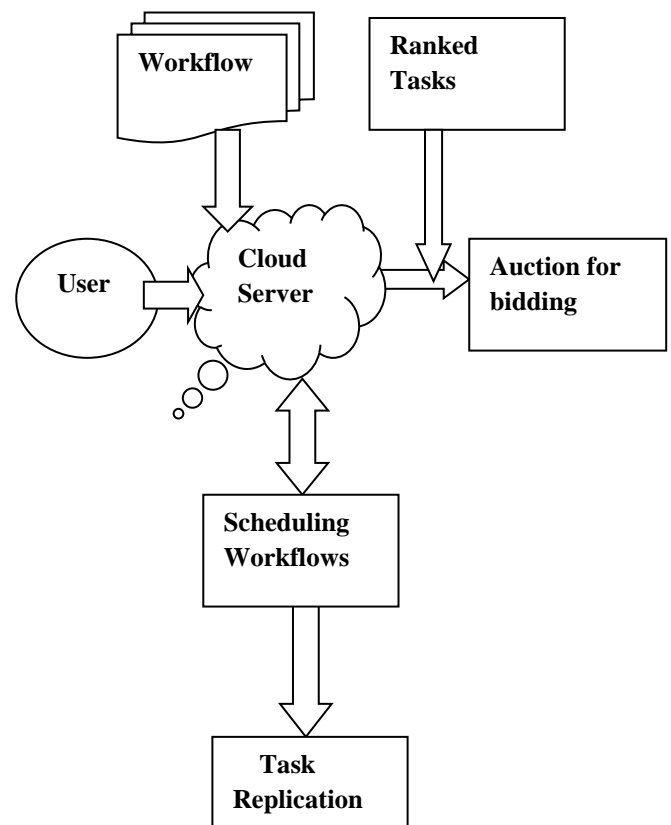 Workflow
Ranked
Tasks
User
Cloud
Server
Auction for
bidding
Scheduling
Workflows
Task
Replication